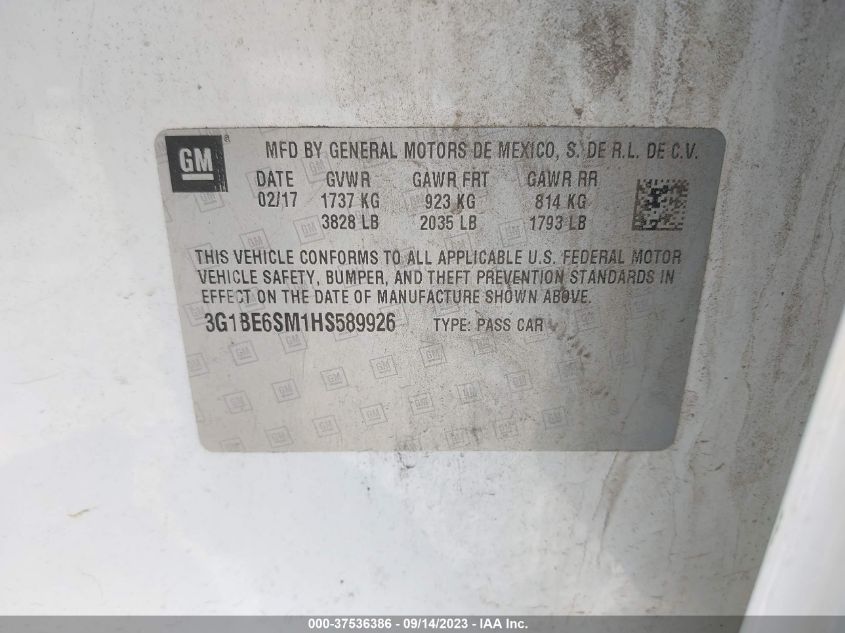 GM ® MFD BY GENERAL MOTORS DE MEXICO, S. DE R.L. DE C.V.
DATE GVWR GAWR FRT GAWR RR
02/17 1737 KG 923 KG 814 KG
3828 LB 2035 LB 1793 LB
THIS VEHICLE CONFORMS TO ALL APPLICABLE U.S. FEDERAL MOTOR
VEHICLE SAFETY, BUMPER, AND THEFT PREVENTION STANDARDS IN
EFFECT ON THE DATE OF MANUFACTURE SHOWN ABOVE.
3G1BE6SM1HS589926 TYPE: PASS CAR
000-37536386 - 09/14/2023 - IAA Inc.